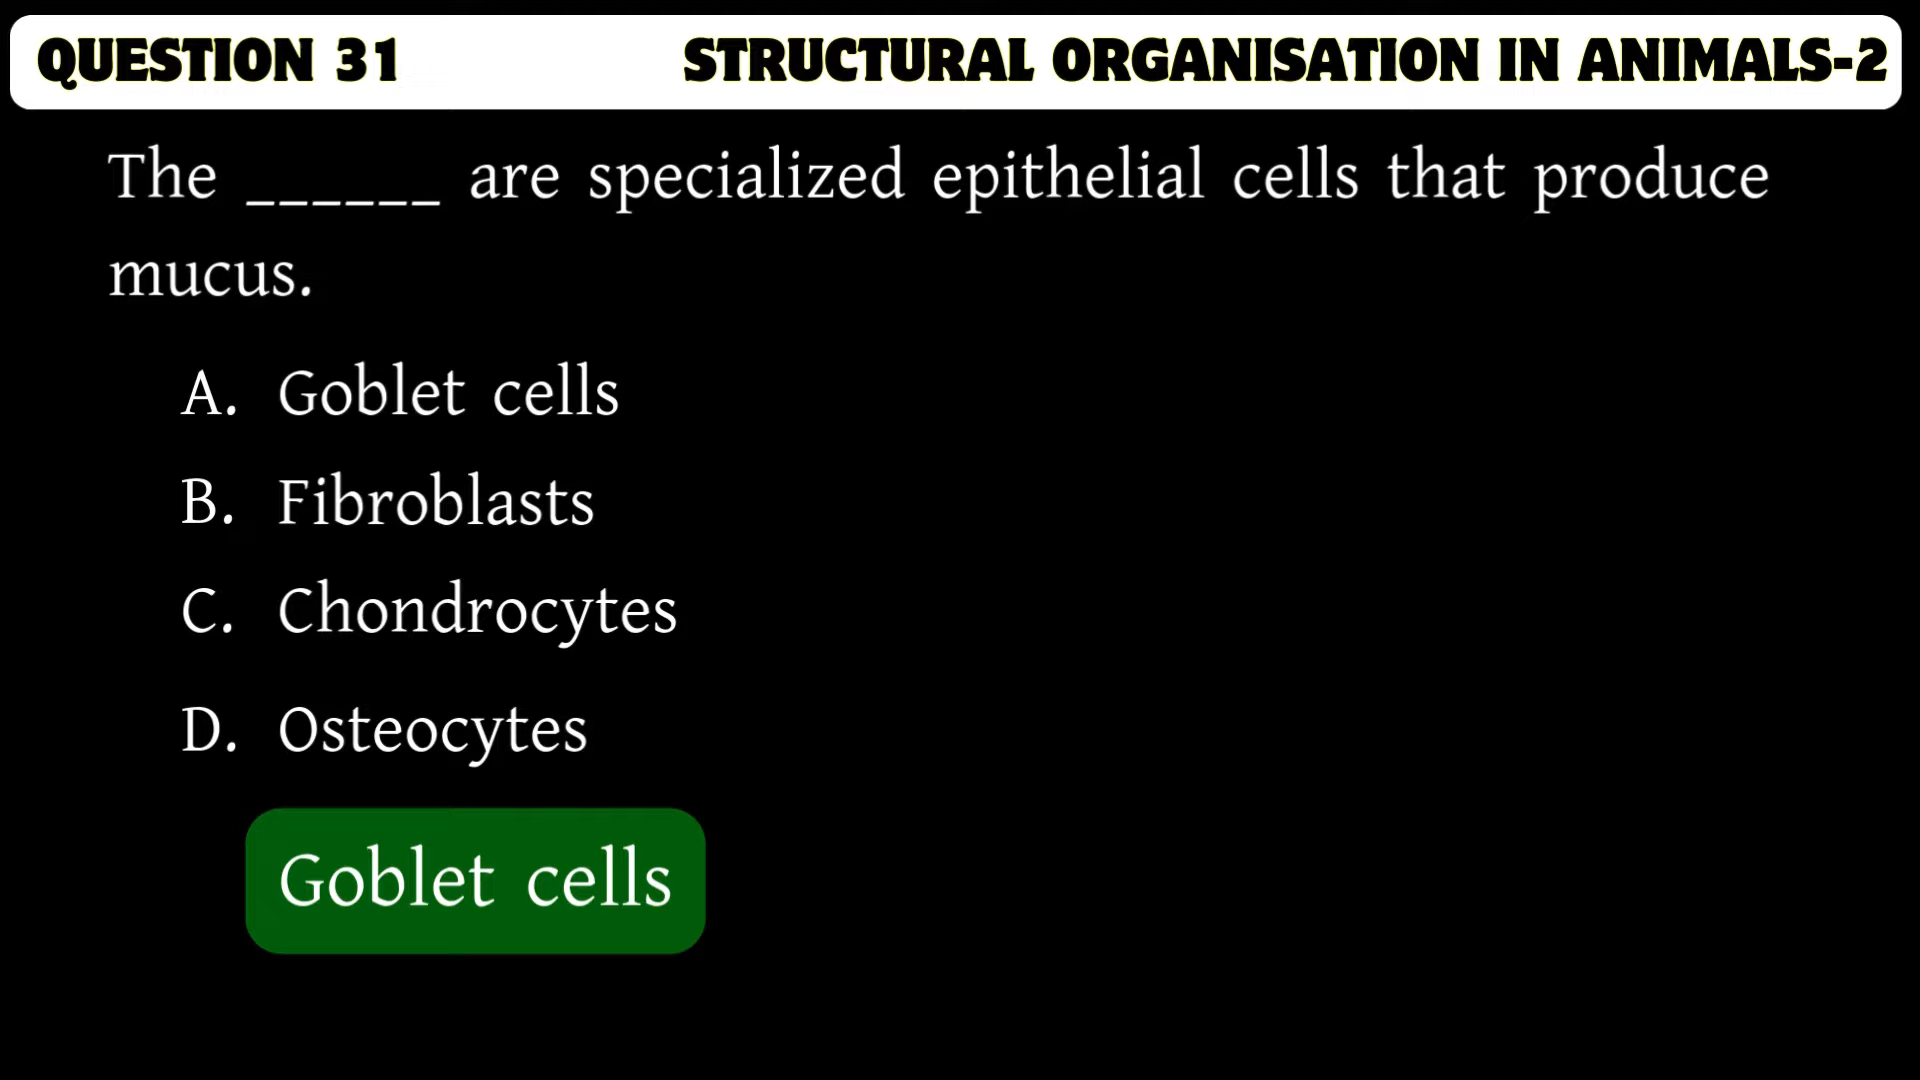 QUESTION 31 STRUCTURAL ORGANISATION IN ANIMALS-2
The ______ are specialized epithelial cells that produce
mucus.
A. Goblet cells
B. Fibroblasts
C. Chondrocytes
D. Osteocytes
Goblet cells